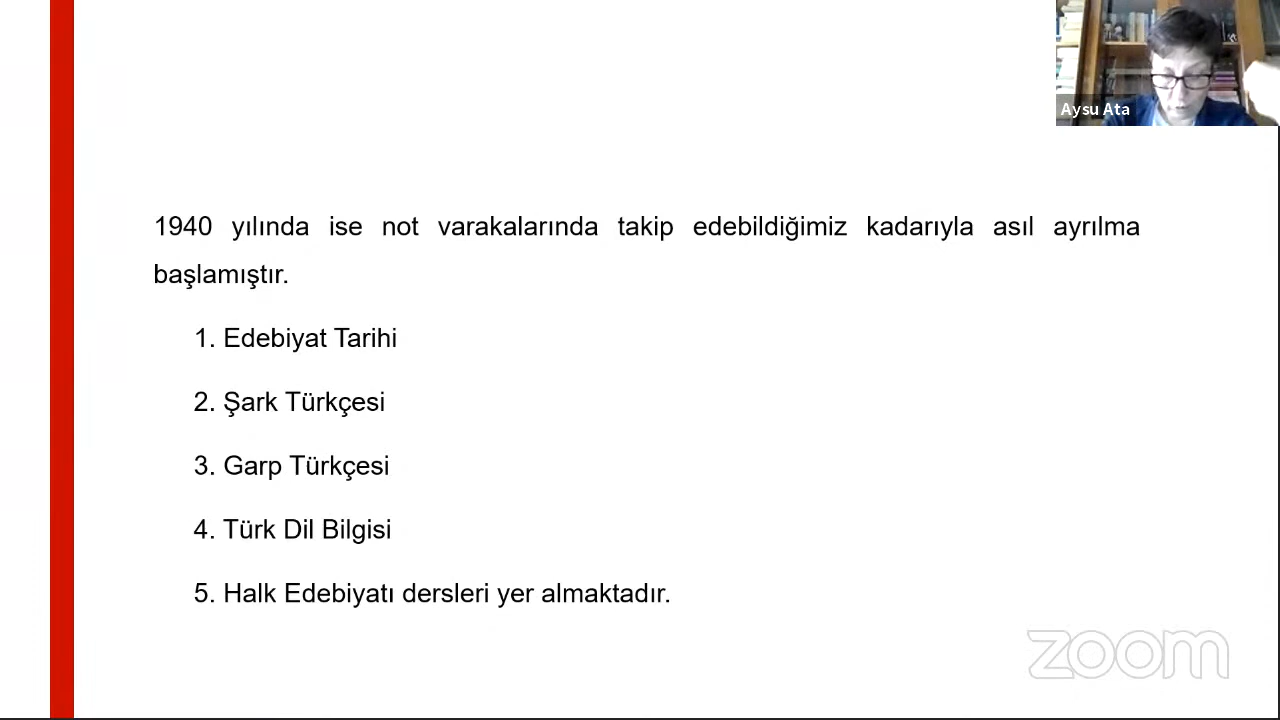 Aysu Ata
1940 yılında ise not varakalarında takip edebildiğimiz kadarıyla asıl ayrılma
başlamıştır.
1. Edebiyat Tarihi
2. Şark Türkçesi
3. Garp Türkçesi
4. Türk Dil Bilgisi
5. Halk Edebiyatı dersleri yer almaktadır.
zoom